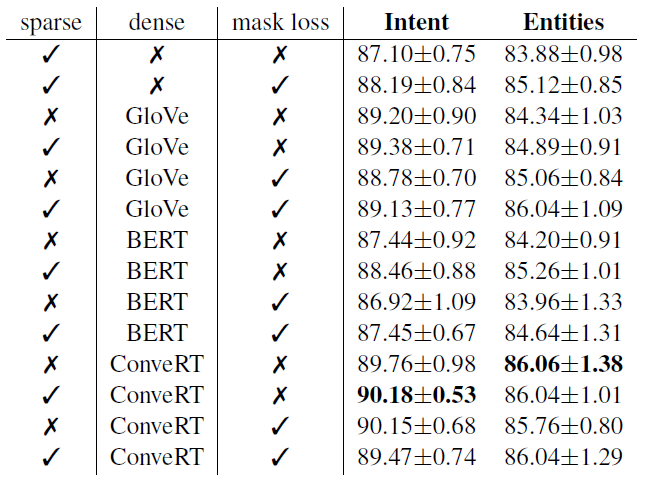 sparse dense mask loss Intent Entities
✓ ✗ ✗ 87.10±0.75 83.88±0.98
✓ ✗ ✓ 88.19±0.84 85.12±0.85
✗ GloVe ✗ 89.20±0.90 84.34±1.03
✓ GloVe ✗ 89.38±0.71 84.89±0.91
✗ GloVe ✓ 88.78±0.70 85.06±0.84
✓ GloVe ✓ 89.13±0.77 86.04±1.09
✗ BERT ✗ 87.44±0.92 84.20±0.91
✓ BERT ✗ 88.46±0.88 85.26±1.01
✗ BERT ✓ 86.92±1.09 83.96±1.33
✓ BERT ✓ 87.45±0.67 84.64±1.31
✗ ConveRT ✗ 89.76±0.98 86.06±1.38
✓ ConveRT ✗ 90.18±0.53 86.04±1.01
✗ ConveRT ✓ 90.15±0.68 85.76±0.80
✓ ConveRT ✓ 89.47±0.74 86.04±1.29